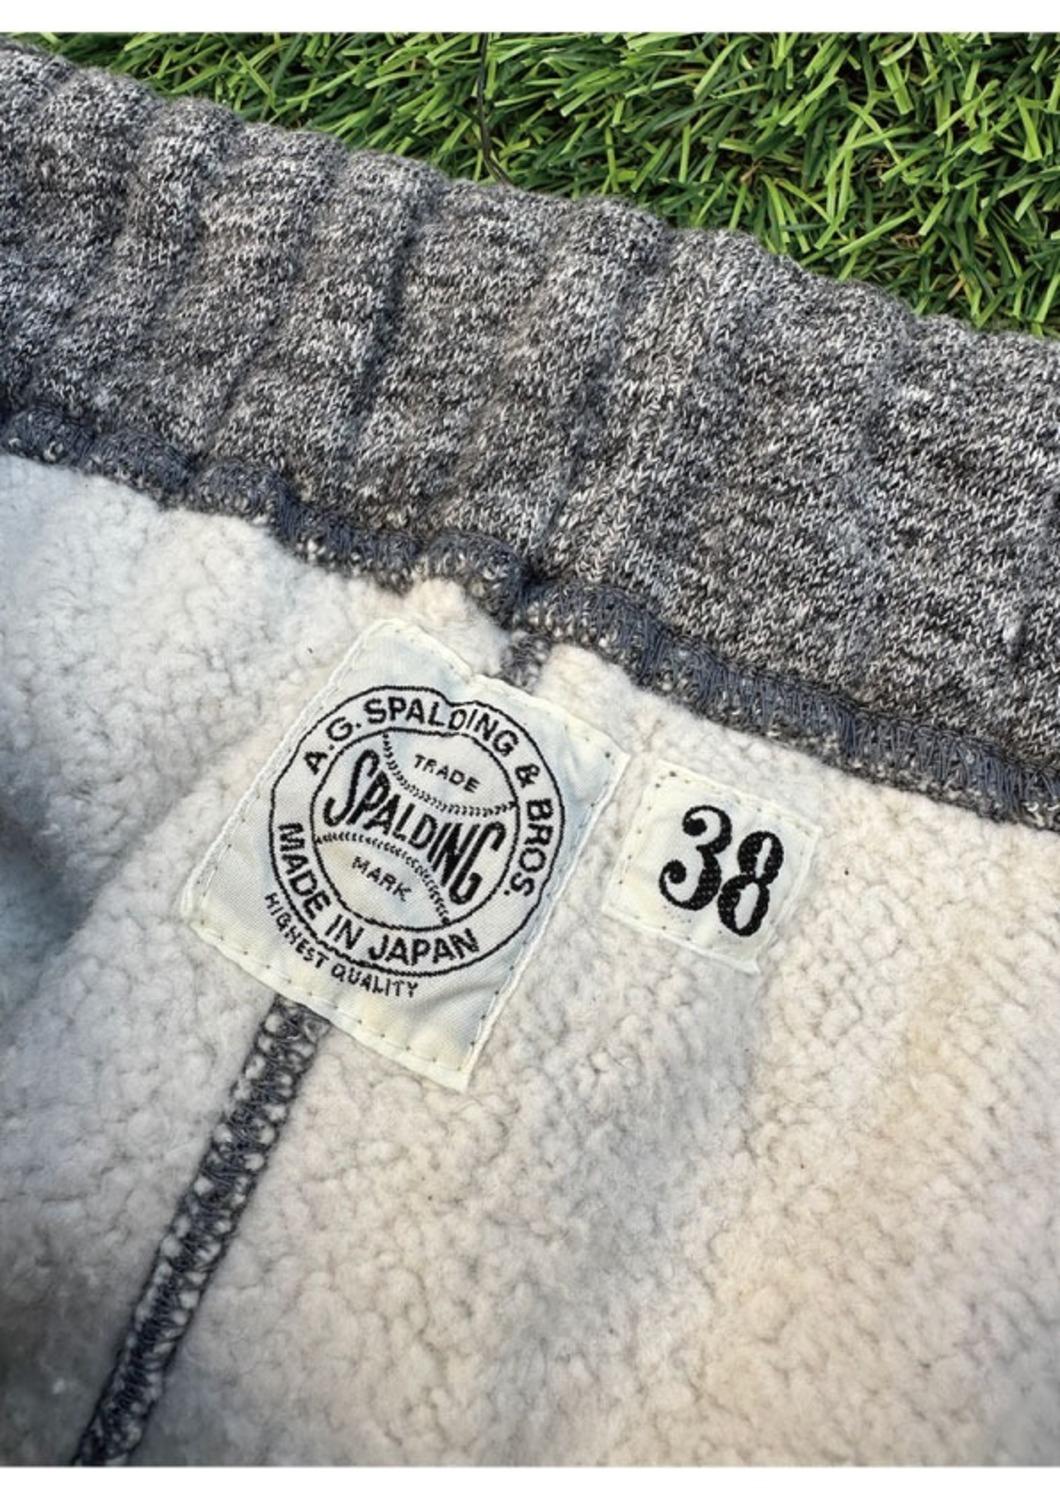 A.G. SPALDING & BROS.
TRADE
SPALDING
MARK
MADE IN JAPAN
HIGHEST QUALITY
38